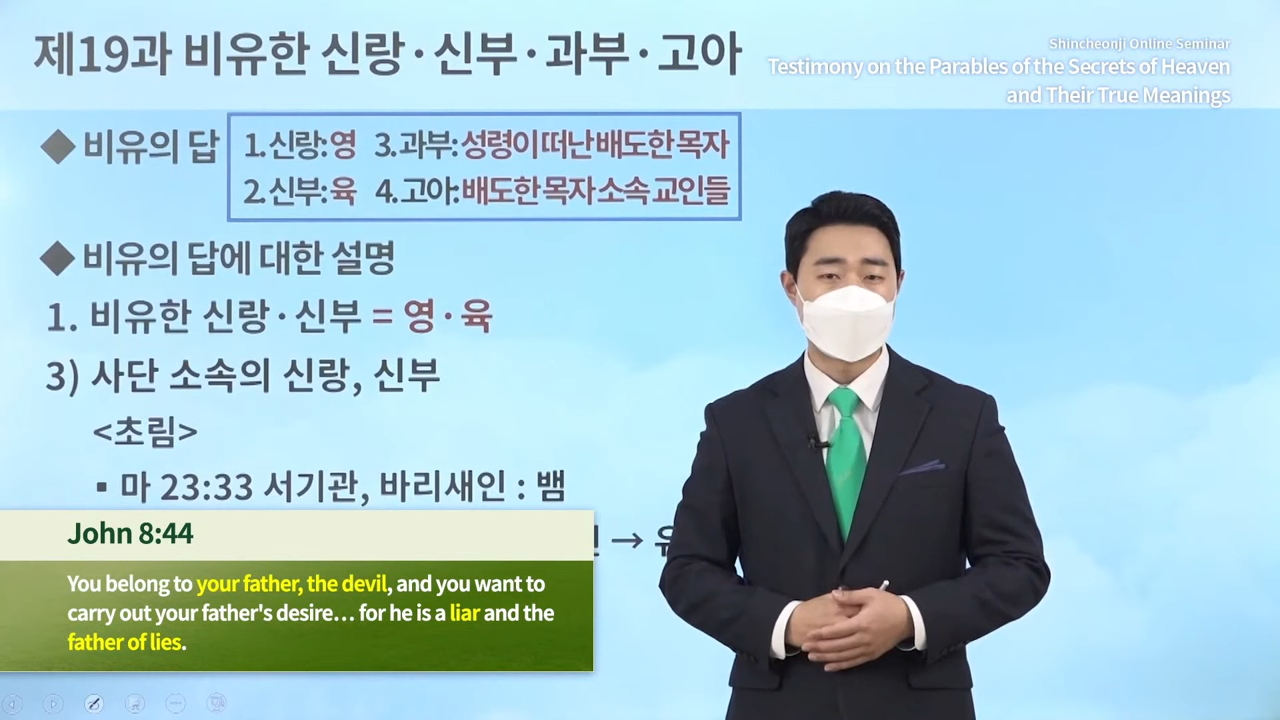 제19과 비유한 신랑·신부·과부·고아
Shincheonji Online Seminar
Testimony on the Parables of the Secrets of Heaven
and Their True Meanings
◆ 비유의 답
1.신랑:영 3.과부:성령이 떠난 배도한 목자
2.신부:육 4.고아:배도한 목자 소속 교인들
◆ 비유의 답에 대한 설명
1. 비유한 신랑·신부 = 영·육
3) 사단 소속의 신랑, 신부
<초림>
▪ 마 23:33 서기관, 바리새인 : 뱀
→
John 8:44
You belong to your father, the devil, and you want to
carry out your father's desire… for he is a liar and the
father of lies.